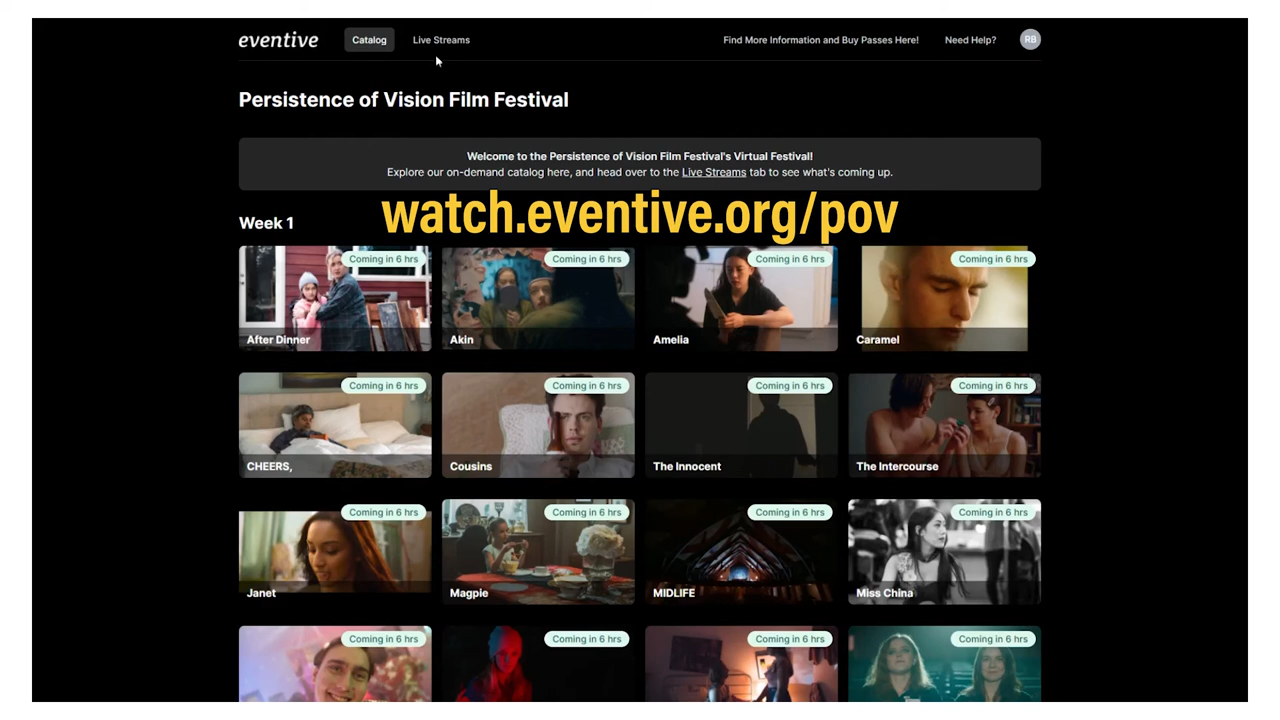 eventive
Catalog
Live Streams
Find More Information and Buy Passes Here!
Need Help?
RB
Persistence of Vision Film Festival
Welcome to the Persistence of Vision Film Festival's Virtual Festival!
Explore our on-demand catalog here, and head over to the Live Streams tab to see what's coming up.
watch.eventive.org/pov
Week 1
Coming in 6 hrs
After Dinner
Coming in 6 hrs
Akin
Coming in 6 hrs
Amelia
Coming in 6 hrs
Caramel
Coming in 6 hrs
CHEERS,
Coming in 6 hrs
Cousins
Coming in 6 hrs
The Innocent
Coming in 6 hrs
The Intercourse
Coming in 6 hrs
Janet
Coming in 6 hrs
Magpie
Coming in 6 hrs
MIDLIFE
Coming in 6 hrs
Miss China
Coming in 6 hrs
Coming in 6 hrs
Coming in 6 hrs
Coming in 6 hrs